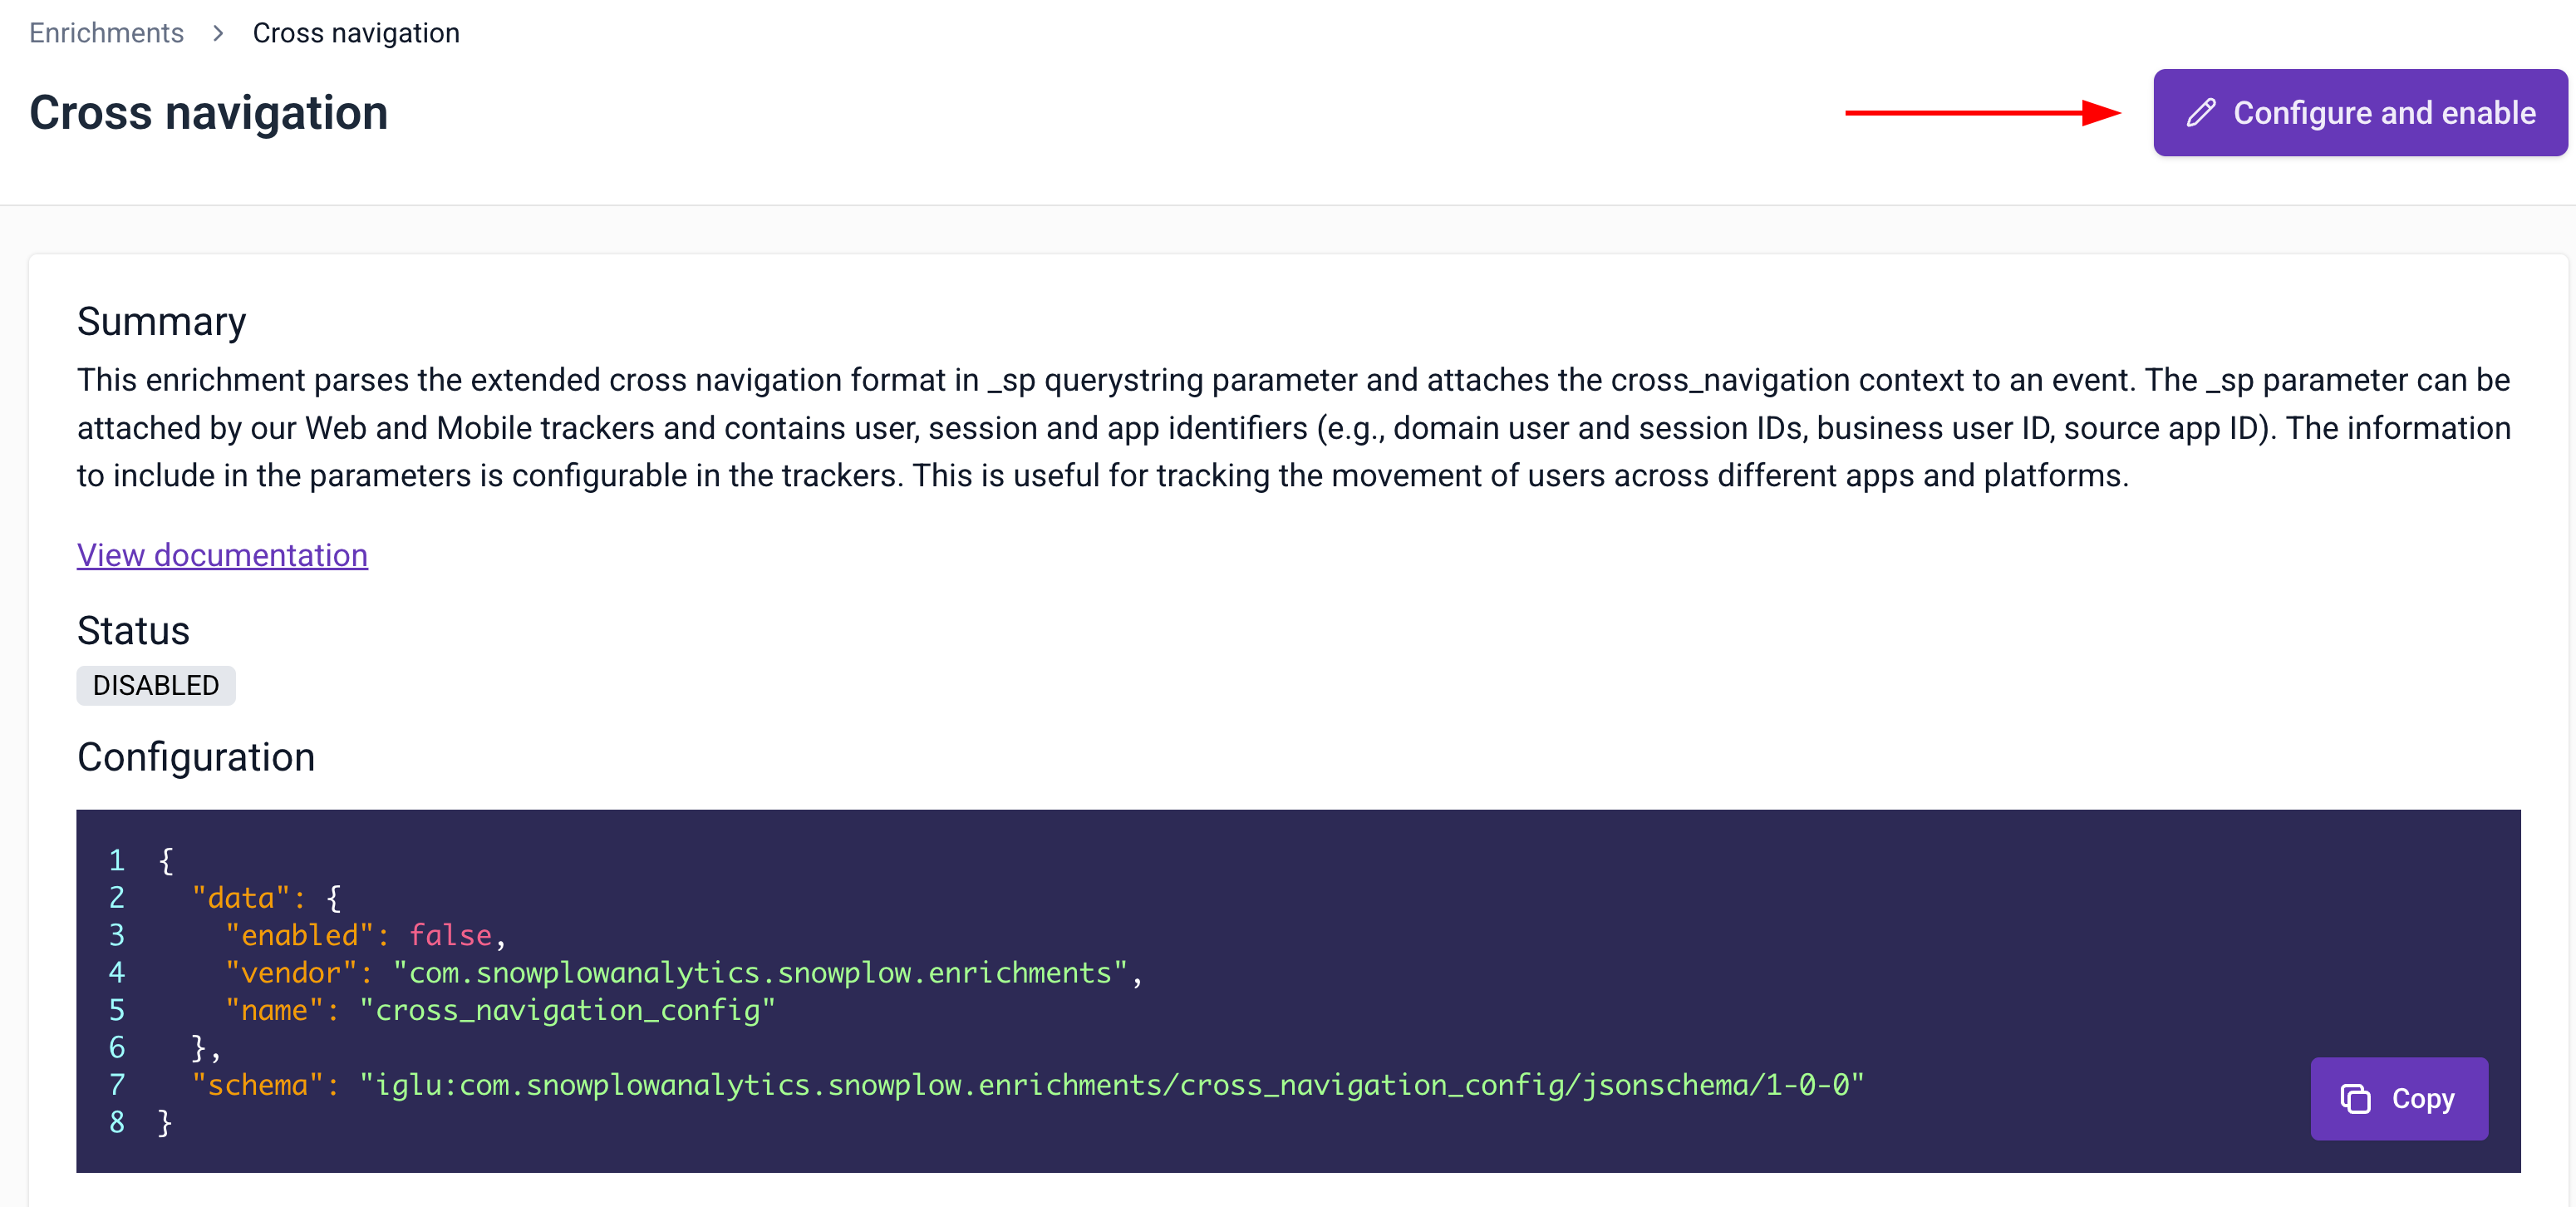 Enrichments > Cross navigation
Cross navigation
Configure and enable
Summary
This enrichment parses the extended cross navigation format in _sp querystring parameter and attaches the cross_navigation context to an event. The _sp parameter can be
attached by our Web and Mobile trackers and contains user, session and app identifiers (e.g., domain user and session IDs, business user ID, source app ID). The information
to include in the parameters is configurable in the trackers. This is useful for tracking the movement of users across different apps and platforms.
View documentation
Status
DISABLED
Configuration
1 {
2   "data": {
3     "enabled": false,
4     "vendor": "com.snowplowanalytics.snowplow.enrichments",
5     "name": "cross_navigation_config"
6   },
7   "schema": "iglu:com.snowplowanalytics.snowplow.enrichments/cross_navigation_config/jsonschema/1-0-0"
8 }
Copy